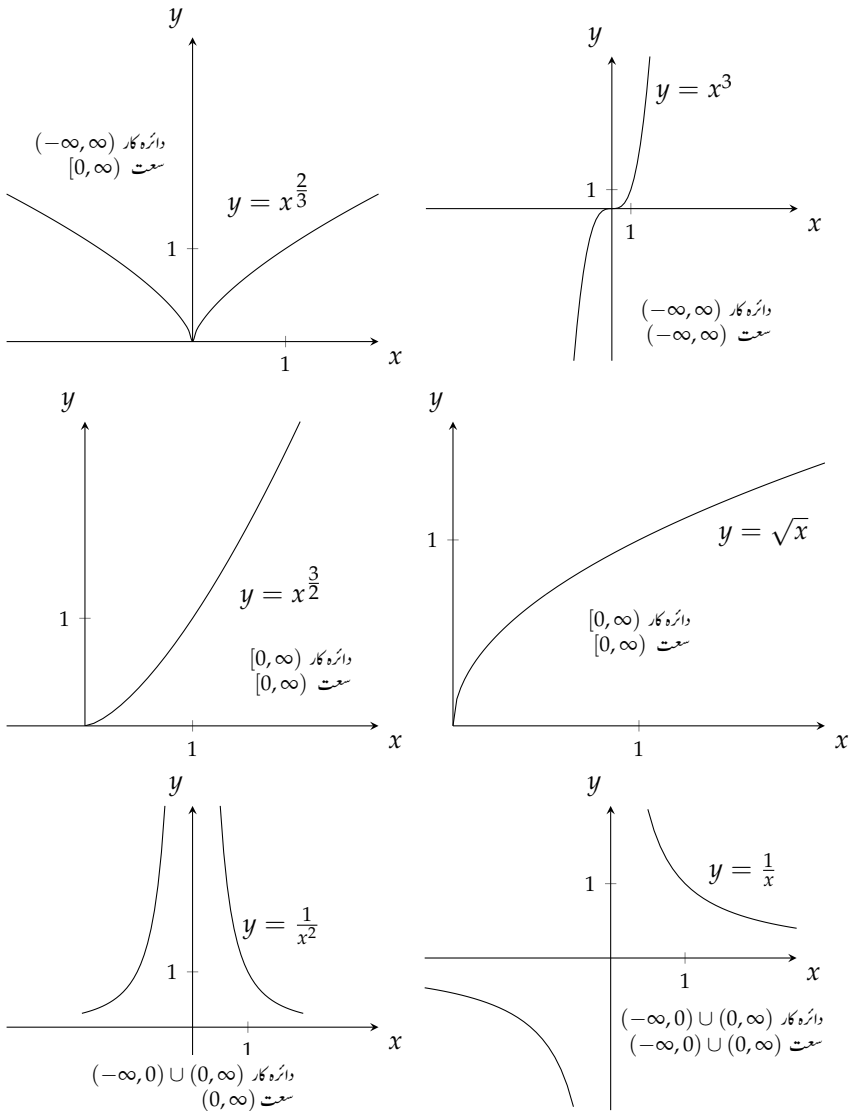 y
دائرہ کار (−∞, ∞)
سعت [0, ∞)
y = x^{2/3}
1
1
x
y
y = x³
1
1
x
دائرہ کار (−∞, ∞)
سعت (−∞, ∞)
y
y = x^{3/2}
1
دائرہ کار [0, ∞)
سعت [0, ∞)
1
x
y
1
y = √x
دائرہ کار [0, ∞)
سعت [0, ∞)
1
x
y
y = 1/x²
1
1
x
دائرہ کار (−∞, 0) ∪ (0, ∞)
سعت (0, ∞)
y
y = 1/x
1
1
x
دائرہ کار (−∞, 0) ∪ (0, ∞)
سعت (−∞, 0) ∪ (0, ∞)